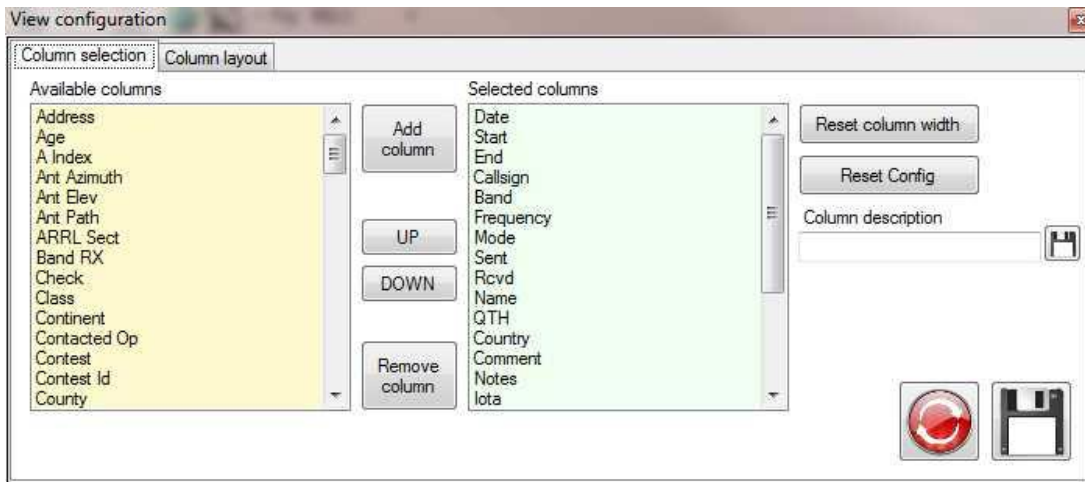 View configuration
Column selection
Column layout
Available columns
Address
Age
A Index
Ant Azimuth
Ant Elev
Ant Path
ARRL Sect
Band RX
Check
Class
Continent
Contacted Op
Contest
Contest Id
County
Add
column
UP
DOWN
Remove
column
Selected columns
Date
Start
End
Callsign
Band
Frequency
Mode
Sent
Rcvd
Name
QTH
Country
Comment
Notes
Iota
Reset column width
Reset Config
Column description